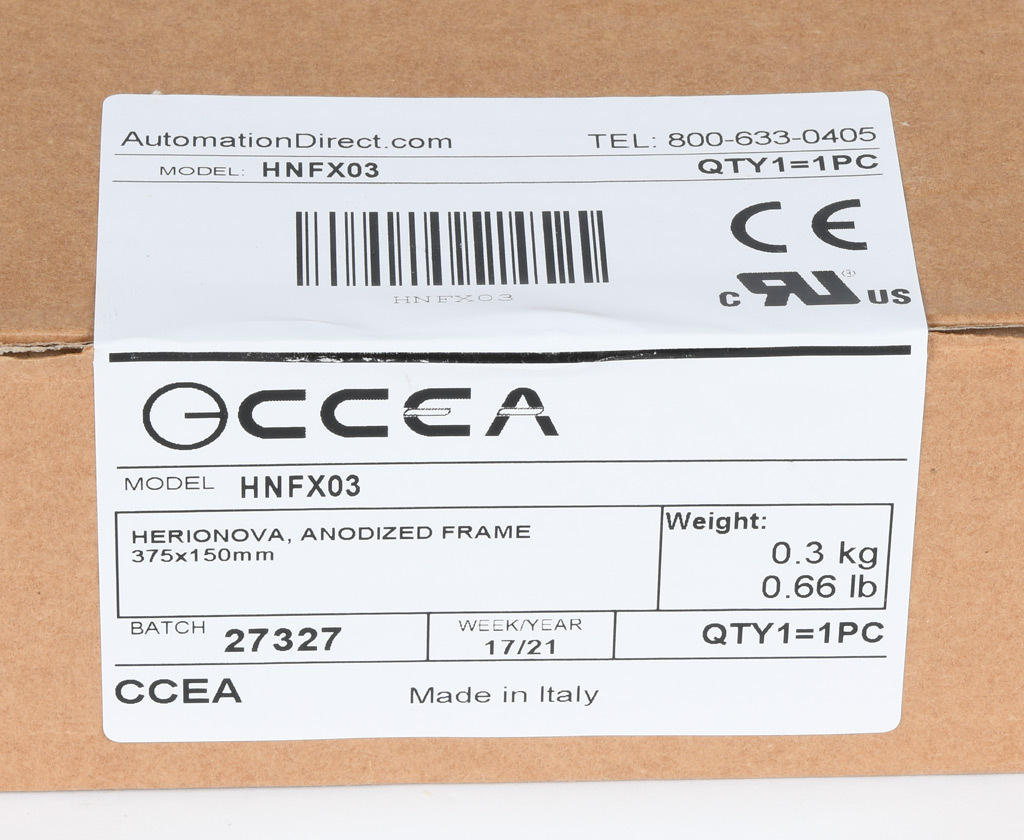 AutomationDirect.com TEL: 800-633-0405
MODEL: HNFX03 QTY1=1PC
CE
HNFX03
c RU ® US
CCEA
MODEL HNFX03
HERIONOVA, ANODIZED FRAME
375x150mm
Weight:
0.3 kg
0.66 lb
BATCH 27327
WEEK/YEAR
17/21
QTY1=1PC
CCEA Made in Italy